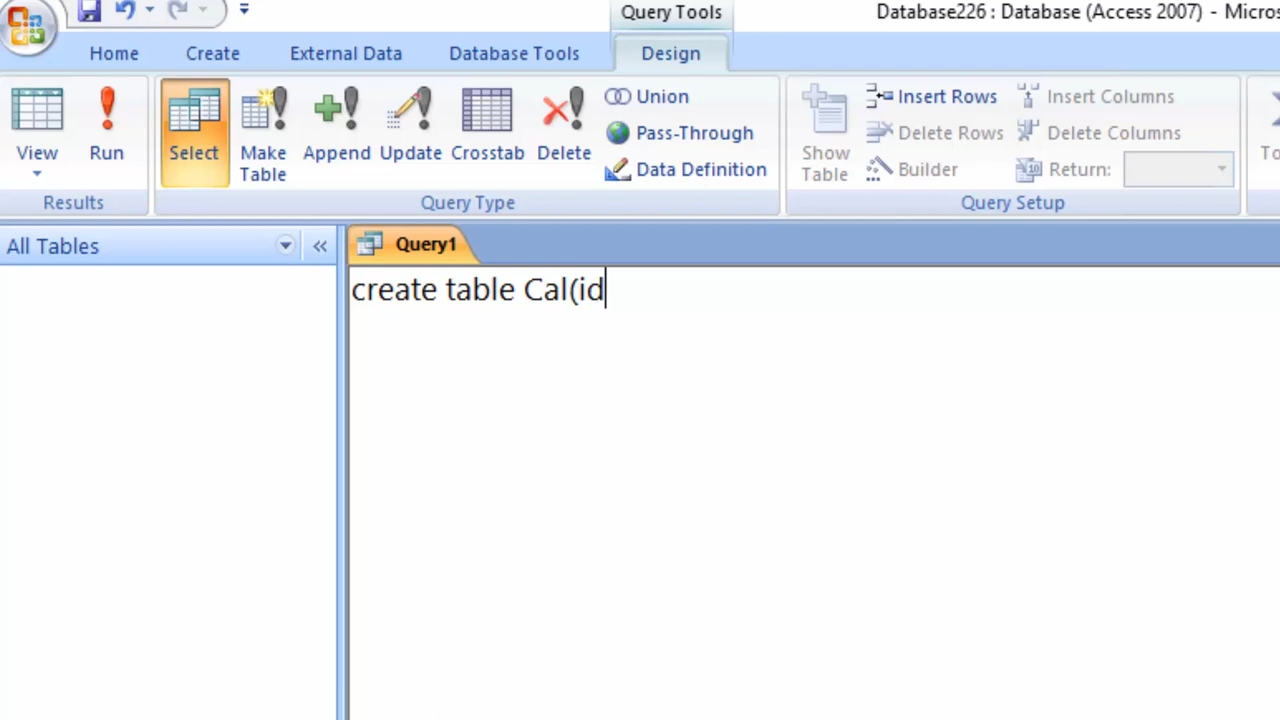 Query Tools
Database226 : Database (Access 2007) - Micros
Home Create External Data Database Tools Design
View Run Select Make Table Append Update Crosstab Delete
Union
Pass-Through
Data Definition
Show Table
Insert Rows
Delete Rows
Builder
Insert Columns
Delete Columns
Return:
Results Query Type Query Setup
All Tables
Query1
create table Cal(id